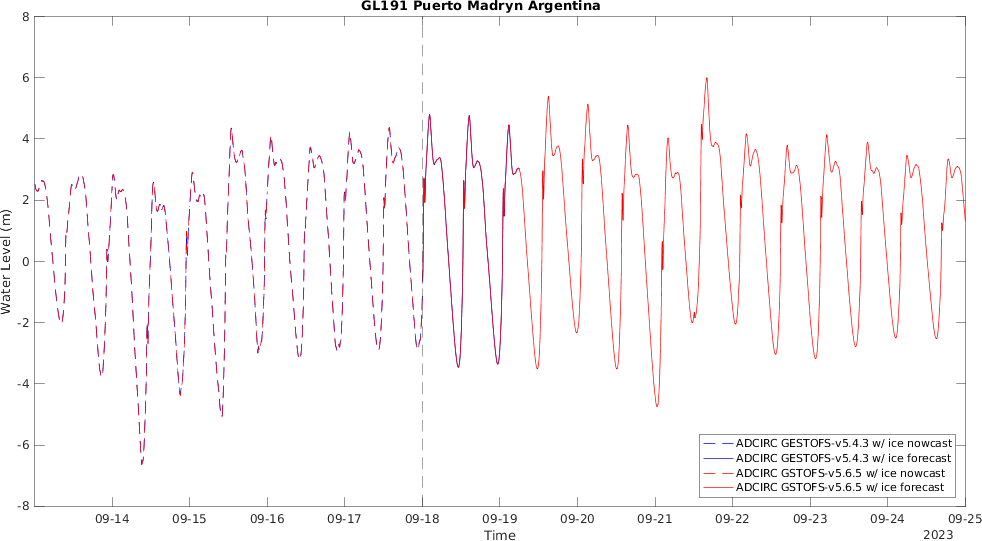 GL191 Puerto Madryn Argentina
8
6
4
2
0
-2
-4
-6
-8
Water Level (m)
ADCIRC GESTOFS-v5.4.3 w/ ice nowcast
ADCIRC GESTOFS-v5.4.3 w/ ice forecast
ADCIRC GSTOFS-v5.6.5 w/ ice nowcast
ADCIRC GSTOFS-v5.6.5 w/ ice forecast
09-14 09-15 09-16 09-17 09-18 09-19 09-20 09-21 09-22 09-23 09-24 09-25
Time
2023